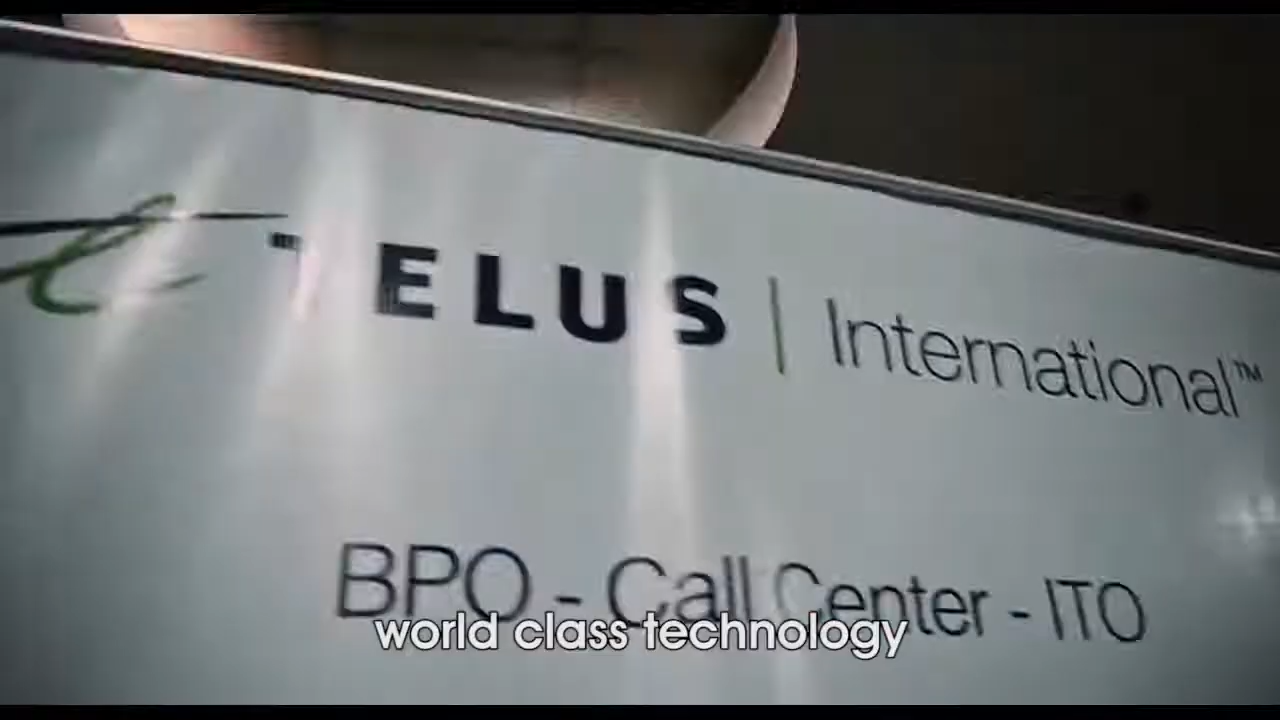 TELUS | International™
BPO - Call Center - ITO
world class technology